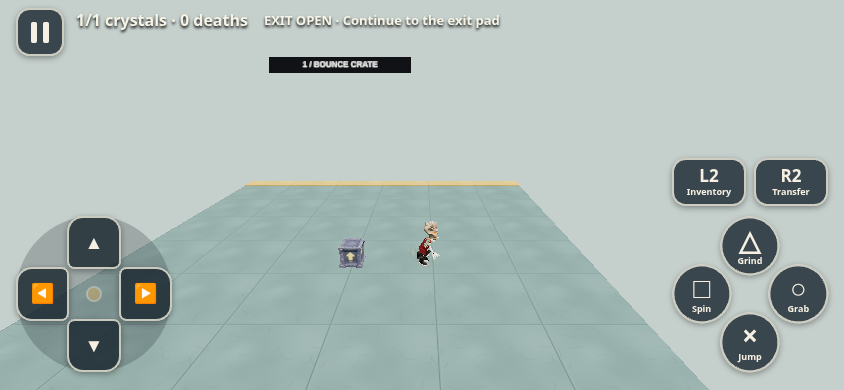 1/1 crystals · 0 deaths
EXIT OPEN · Continue to the exit pad
1 / BOUNCE CRATE
L2
Inventory
R2
Transfer
Grind
Spin
Grab
Jump